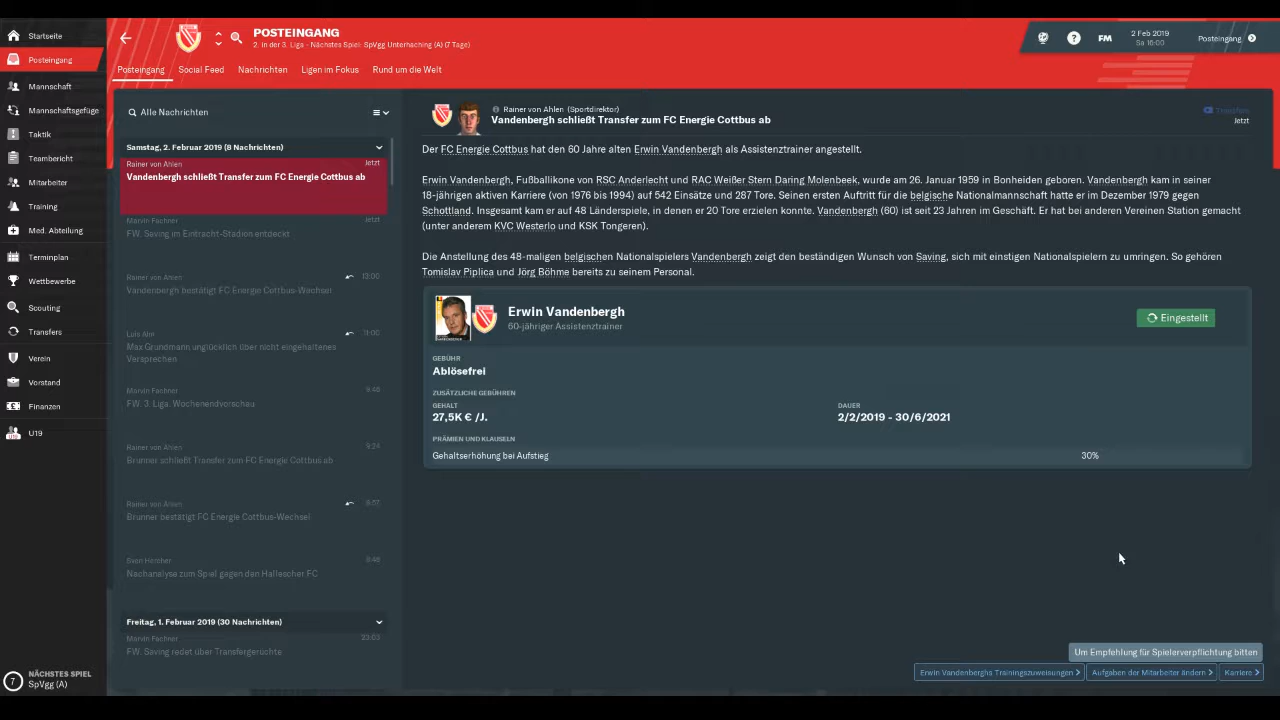 Startseite
Posteingang
Mannschaft
Mannschaftsgefüge
Taktik
Teambericht
Mitarbeiter
Training
Med. Abteilung
Terminplan
Wettbewerbe
Scouting
Transfers
Verein
Vorstand
Finanzen
U19
U19
7
NÄCHSTES SPIEL
SpVgg (A)
POSTEINGANG
2. in der 3. Liga - Nächstes Spiel: SpVgg Unterhaching (A) (7 Tage)
?
FM
2 Feb 2019
Sa 16:00
Posteingang
Posteingang
Social Feed
Nachrichten
Ligen im Fokus
Rund um die Welt
Alle Nachrichten
Samstag, 2. Februar 2019 (8 Nachrichten)
Rainer von Ahlen Jetzt
Vandenbergh schließt Transfer zum FC Energie Cottbus ab
Marvin Fachner Jetzt
FW. Saving im Eintracht-Stadion entdeckt
Rainer von Ahlen 13:00
Vandenbergh bestätigt FC Energie Cottbus-Wechsel
Max Grundmann unglücklich über nicht eingehaltenes
Versprechen
Marvin Fachner 9:46
FW. 3. Liga. Wochenendvorschau
Rainer von Ahlen 9:24
Brunner schließt Transfer zum FC Energie Cottbus ab
Rainer von Ahlen 8:57
Brunner bestätigt FC Energie Cottbus-Wechsel
Nachanalyse zum Spiel gegen den Hallescher FC
Freitag, 1. Februar 2019 (30 Nachrichten)
Marvin Fachner 23:03
FW. Saving redet über Transfergerüchte
Rainer von Ahlen (Sportdirektor)
Vandenbergh schließt Transfer zum FC Energie Cottbus ab
Transfers
Jetzt
Der FC Energie Cottbus hat den 60 Jahre alten Erwin Vandenbergh als Assistenztrainer angestellt.
Erwin Vandenbergh, Fußballikone von RSC Anderlecht und RAC Weißer Stern Daring Molenbeek, wurde am 26. Januar 1959 in Bonheiden geboren. Vandenbergh kam in seiner
18-jährigen aktiven Karriere (von 1976 bis 1994) auf 542 Einsätze und 287 Tore. Seinen ersten Auftritt für die belgische Nationalmannschaft hatte er im Dezember 1979 gegen
Schottland. Insgesamt kam er auf 48 Länderspiele, in denen er 20 Tore erzielen konnte. Vandenbergh (60) ist seit 23 Jahren im Geschäft. Er hat bei anderen Vereinen Station gemacht
(unter anderem KVC Westerlo und KSK Tongeren).
Die Anstellung des 48-maligen belgischen Nationalspielers Vandenbergh zeigt den beständigen Wunsch von Saving, sich mit einstigen Nationalspielern zu umringen. So gehören
Tomislav Piplica und Jörg Böhme bereits zu seinem Personal.
Erwin Vandenbergh
60-jähriger Assistenztrainer
Eingestellt
GEBÜHR
Ablösefrei
ZUSÄTZLICHE GEBÜHREN
GEHALT DAUER
27,5K € /J. 2/2/2019 - 30/6/2021
PRÄMIEN UND KLAUSELN
Gehaltserhöhung bei Aufstieg 30%
Um Empfehlung für Spielerverpflichtung bitten
Erwin Vandenberghs Trainingszuweisungen
Aufgaben der Mitarbeiter ändern
Karriere